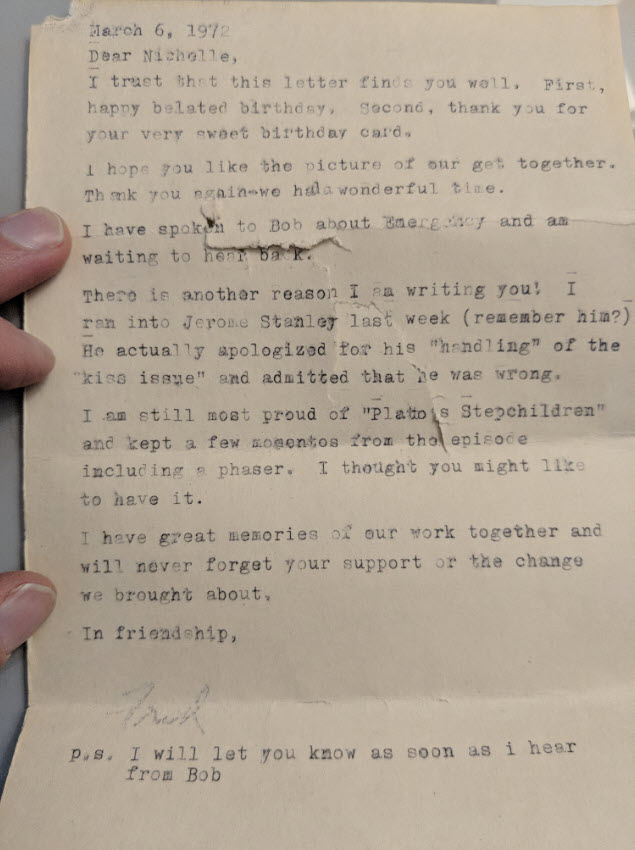 March 6, 1972
Dear Nichelle,
I trust that this letter finds you well. First,
happy belated birthday. Second, thank you for
your very sweet birthday card.
I hope you like the picture of our get together.
Thank you again-we had a wonderful time.
I have spoken to Bob about Emergency and am
waiting to hear back.
There is another reason I am writing you! I
ran into Jerome Stanley last week (remember him?)
He actually apologized for his "handling" of the
"kiss issue" and admitted that he was wrong.
I am still most proud of "Plato's Stepchildren"
and kept a few momentos from the episode
including a phaser. I thought you might like
to have it.
I have great memories of our work together and
will never forget your support or the change
we brought about.
In friendship,
p.s. I will let you know as soon as i hear
from Bob